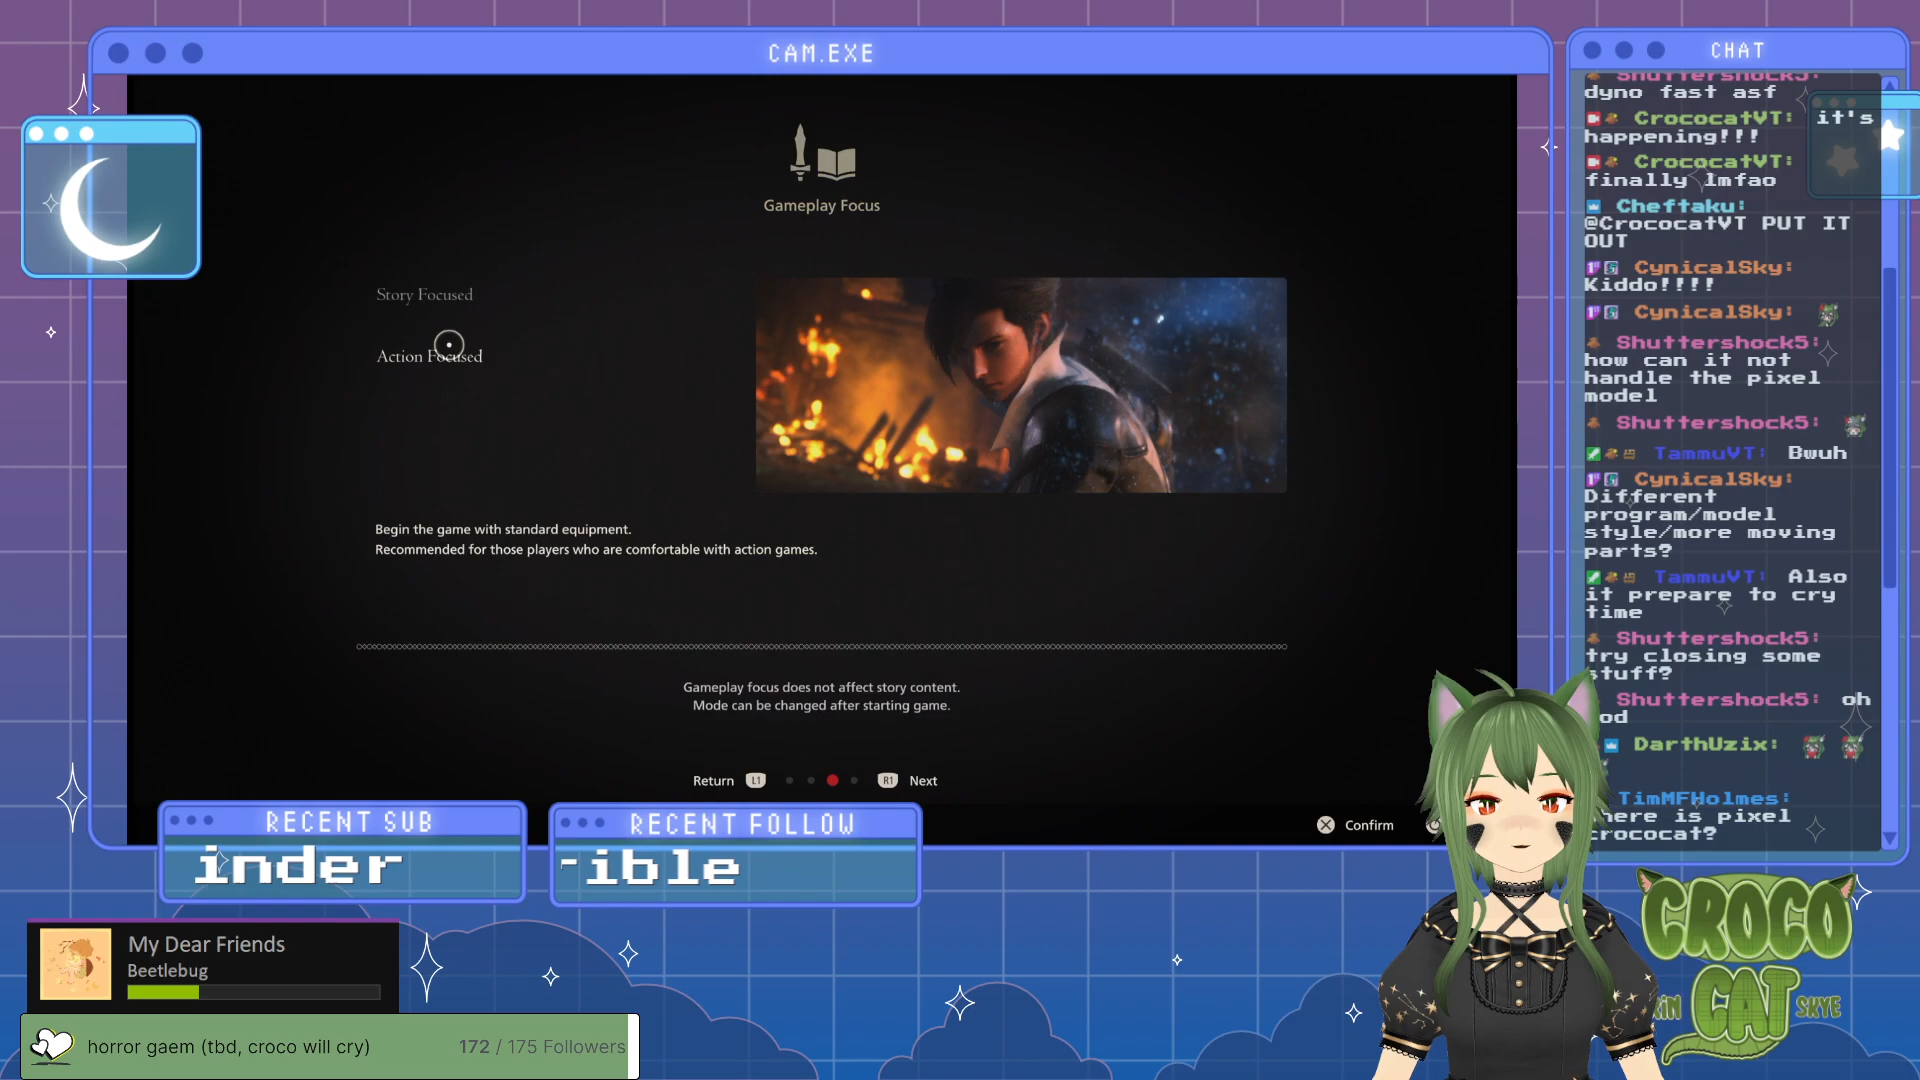 CAM.EXE
Gameplay Focus
Story Focused
Action Focused
Begin the game with standard equipment.
Recommended for those players who are comfortable with action games.
Gameplay focus does not affect story content.
Mode can be changed after starting game.
Return L1 R1 Next
Confirm
CHAT
Shuttershock5:
dyno fast asf
CrococatVT: it's
happening!!!
CrococatVT:
finally lmfao
Cheftaku:
@CrococatVT PUT IT
OUT
CynicalSky:
Kiddo!!!!
CynicalSky:
Shuttershock5:
how can it not
handle the pixel
model
Shuttershock5:
TammuVT: Bwuh
CynicalSky:
Different
program/model
style/more moving
parts?
TammuVT: Also
it prepare to cry
time
Shuttershock5:
try closing some
stuff?
Shuttershock5: oh
od
DarthUzix:
TimMFHolmes:
here is pixel
crococat?
RECENT SUB
inder
RECENT FOLLOW
ible
My Dear Friends
Beetlebug
horror gaem (tbd, croco will cry) 172 / 175 Followers
CROCO
CAT
SKYE